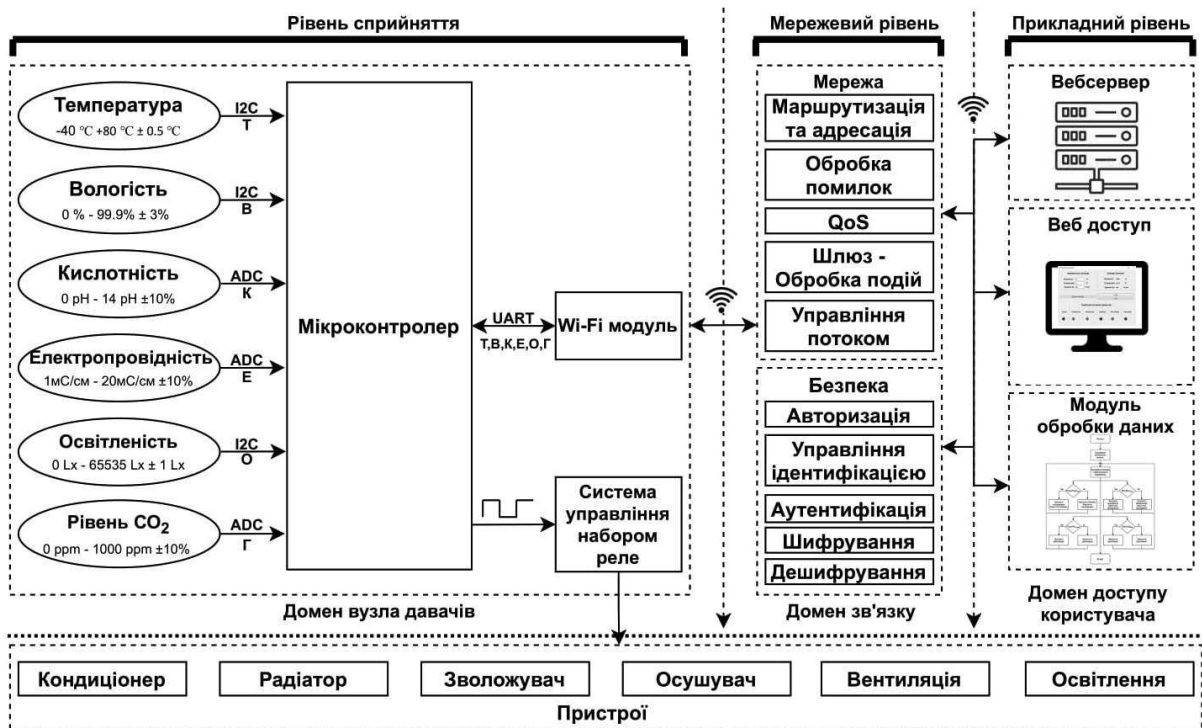 Рівень сприйняття
Мережевий рівень
Прикладний рівень
Температура
-40 ℃ +80 ℃ ± 0.5 ℃
I2C
Т
Вологість
0 % - 99.9% ± 3%
I2C
В
Кислотність
0 pH - 14 pH ±10%
ADC
К
Електропровідність
1мС/см - 20мС/см ±10%
ADC
Е
Освітленість
0 Lx - 65535 Lx ± 1 Lx
I2C
О
Рівень CO₂
0 ppm - 1000 ppm ±10%
ADC
Г
Мікроконтролер
UART
Т,В,К,Е,О,Г
Wi-Fi модуль
Система
управління
набором
реле
Домен вузла давачів
Мережа
Маршрутизація
та адресація
Обробка
помилок
QoS
Шлюз -
Обробка подій
Управління
потоком
Безпека
Авторизація
Управління
ідентифікацією
Аутентифікація
Шифрування
Дешифрування
Домен зв'язку
Вебсервер
Веб доступ
Модуль
обробки даних
Домен доступу
користувача
Кондиціонер
Радіатор
Зволожувач
Осушувач
Вентиляція
Освітлення
Пристрої